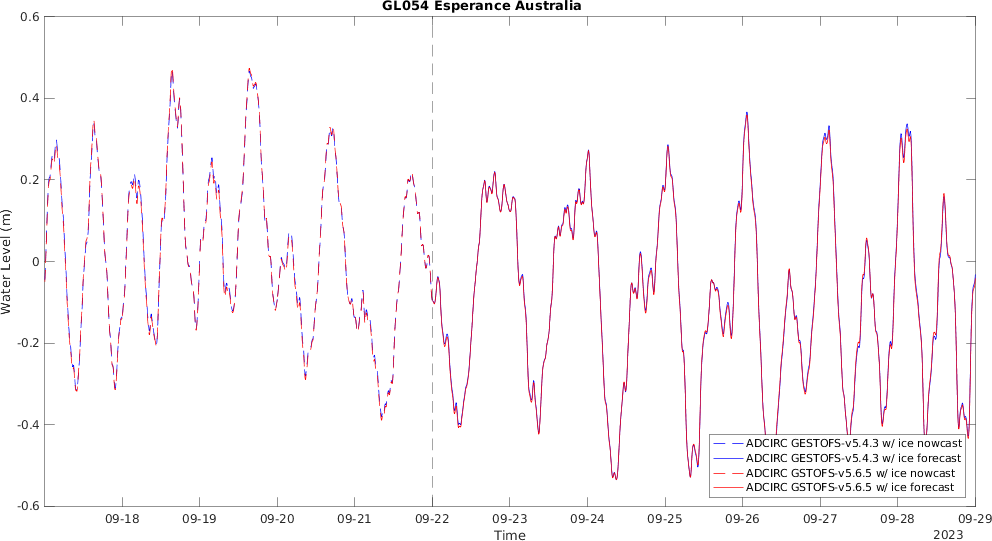 GL054 Esperance Australia
0.6
0.4
0.2
0
-0.2
-0.4
-0.6
Water Level (m)
ADCIRC GESTOFS-v5.4.3 w/ ice nowcast
ADCIRC GESTOFS-v5.4.3 w/ ice forecast
ADCIRC GSTOFS-v5.6.5 w/ ice nowcast
ADCIRC GSTOFS-v5.6.5 w/ ice forecast
09-18 09-19 09-20 09-21 09-22 09-23 09-24 09-25 09-26 09-27 09-28 09-29
Time
2023